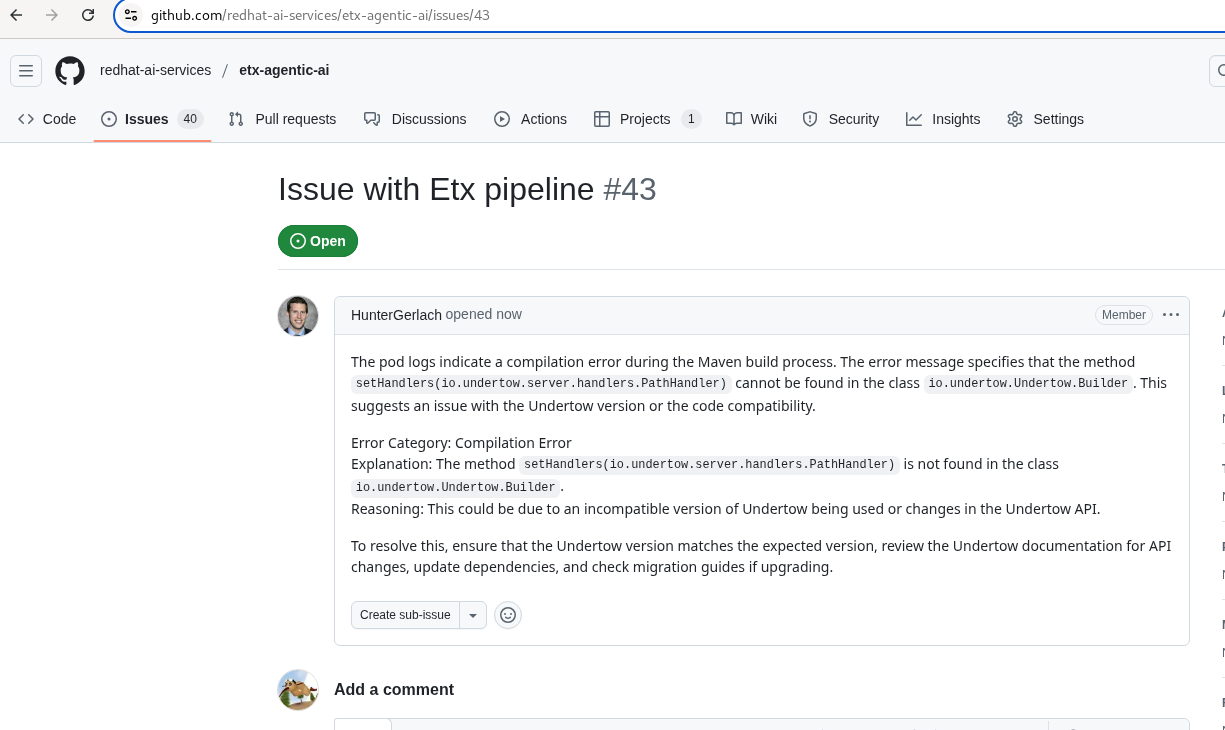 github.com/redhat-ai-services/etx-agentic-ai/issues/43
redhat-ai-services / etx-agentic-ai
Code Issues 40 Pull requests Discussions Actions Projects 1 Wiki Security Insights Settings
Issue with Etx pipeline #43
Open
HunterGerlach opened now Member
The pod logs indicate a compilation error during the Maven build process. The error message specifies that the method
setHandlers(io.undertow.server.handlers.PathHandler) cannot be found in the class io.undertow.Undertow.Builder. This
suggests an issue with the Undertow version or the code compatibility.
Error Category: Compilation Error
Explanation: The method setHandlers(io.undertow.server.handlers.PathHandler) is not found in the class
io.undertow.Undertow.Builder.
Reasoning: This could be due to an incompatible version of Undertow being used or changes in the Undertow API.
To resolve this, ensure that the Undertow version matches the expected version, review the Undertow documentation for API
changes, update dependencies, and check migration guides if upgrading.
Create sub-issue
Add a comment